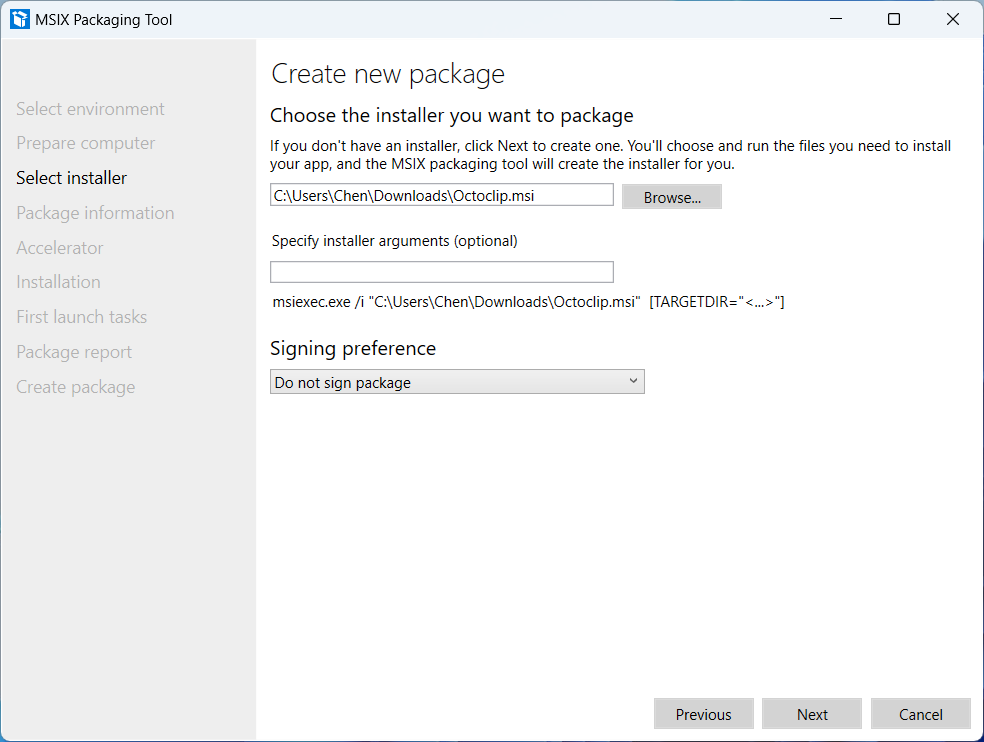 MSIX Packaging Tool
Select environment
Prepare computer
Select installer
Package information
Accelerator
Installation
First launch tasks
Package report
Create package
Create new package
Choose the installer you want to package
If you don't have an installer, click Next to create one. You'll choose and run the files you need to install
your app, and the MSIX packaging tool will create the installer for you.
C:\Users\Chen\Downloads\Octoclip.msi
Browse...
Specify installer arguments (optional)
msiexec.exe /i "C:\Users\Chen\Downloads\Octoclip.msi" [TARGETDIR="<...>"]
Signing preference
Do not sign package
Previous
Next
Cancel